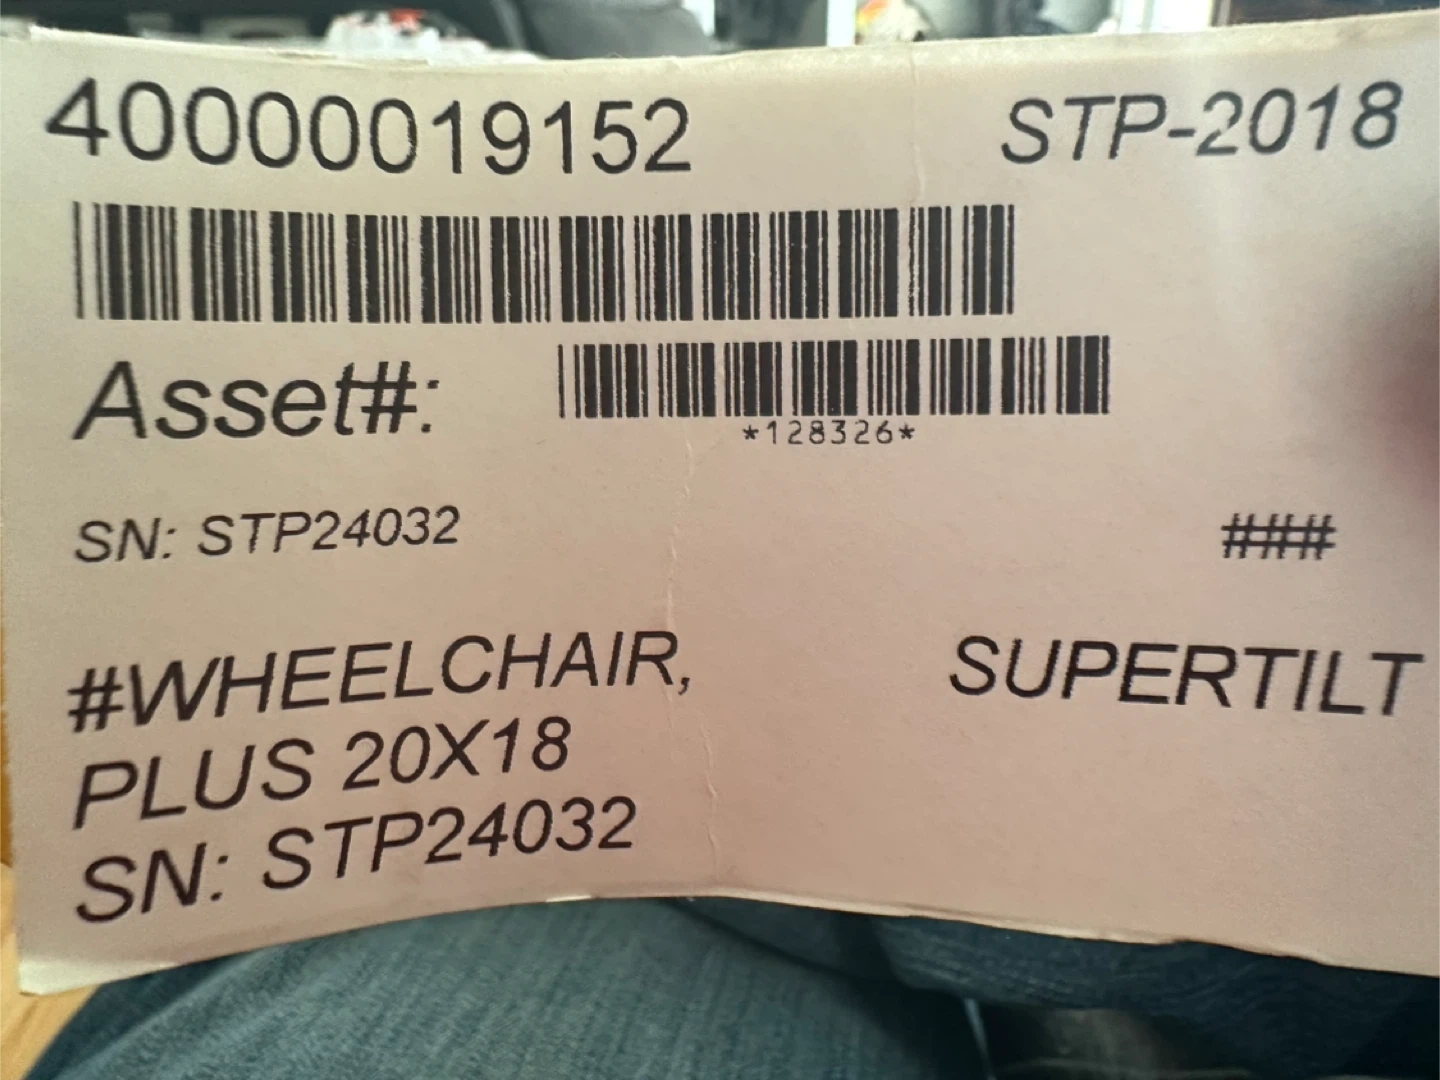 40000019152 STP-2018
Asset#:
*128326*
SN: STP24032 ###
#WHEELCHAIR, SUPERTILT
PLUS 20X18
SN: STP24032